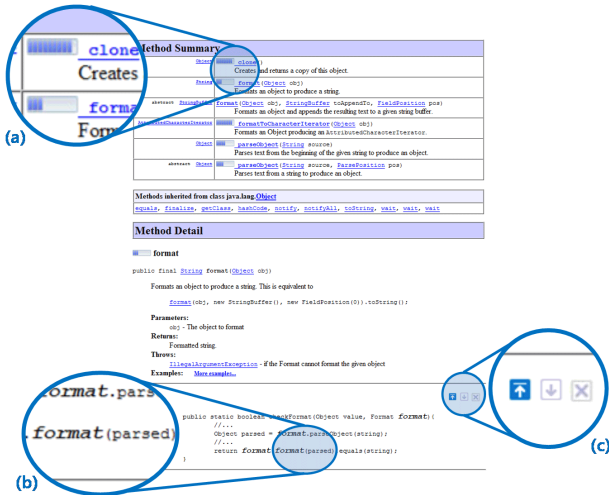 clone
Creates
forma
Form
(a)
Method Summary
Object clone()
Creates and returns a copy of this object.
String format(Object obj)
Formats an object to produce a string.
abstract StringBuffer format(Object obj, StringBuffer toAppendTo, FieldPosition pos)
Formats an object and appends the resulting text to a given string buffer.
AttributedCharacterIterator formatToCharacterIterator(Object obj)
Formats an Object producing an AttributedCharacterIterator.
Object parseObject(String source)
Parses text from the beginning of the given string to produce an object.
abstract Object parseObject(String source, ParsePosition pos)
Parses text from a string to produce an object.
Methods inherited from class java.lang.Object
equals, finalize, getClass, hashCode, notify, notifyAll, toString, wait, wait, wait
Method Detail
format
public final String format(Object obj)
Formats an object to produce a string. This is equivalent to
format(obj, new StringBuffer(), new FieldPosition(0)).toString();
Parameters:
obj - The object to format
Returns:
Formatted string.
Throws:
IllegalArgumentException - if the Format cannot format the given object
Examples: More examples...
public static boolean checkFormat(Object value, Format format){
//...
Object parsed = format.parseObject(string);
//...
return format.format(parsed).equals(string);
}
format.pars
.format(parsed)
(b)
(c)